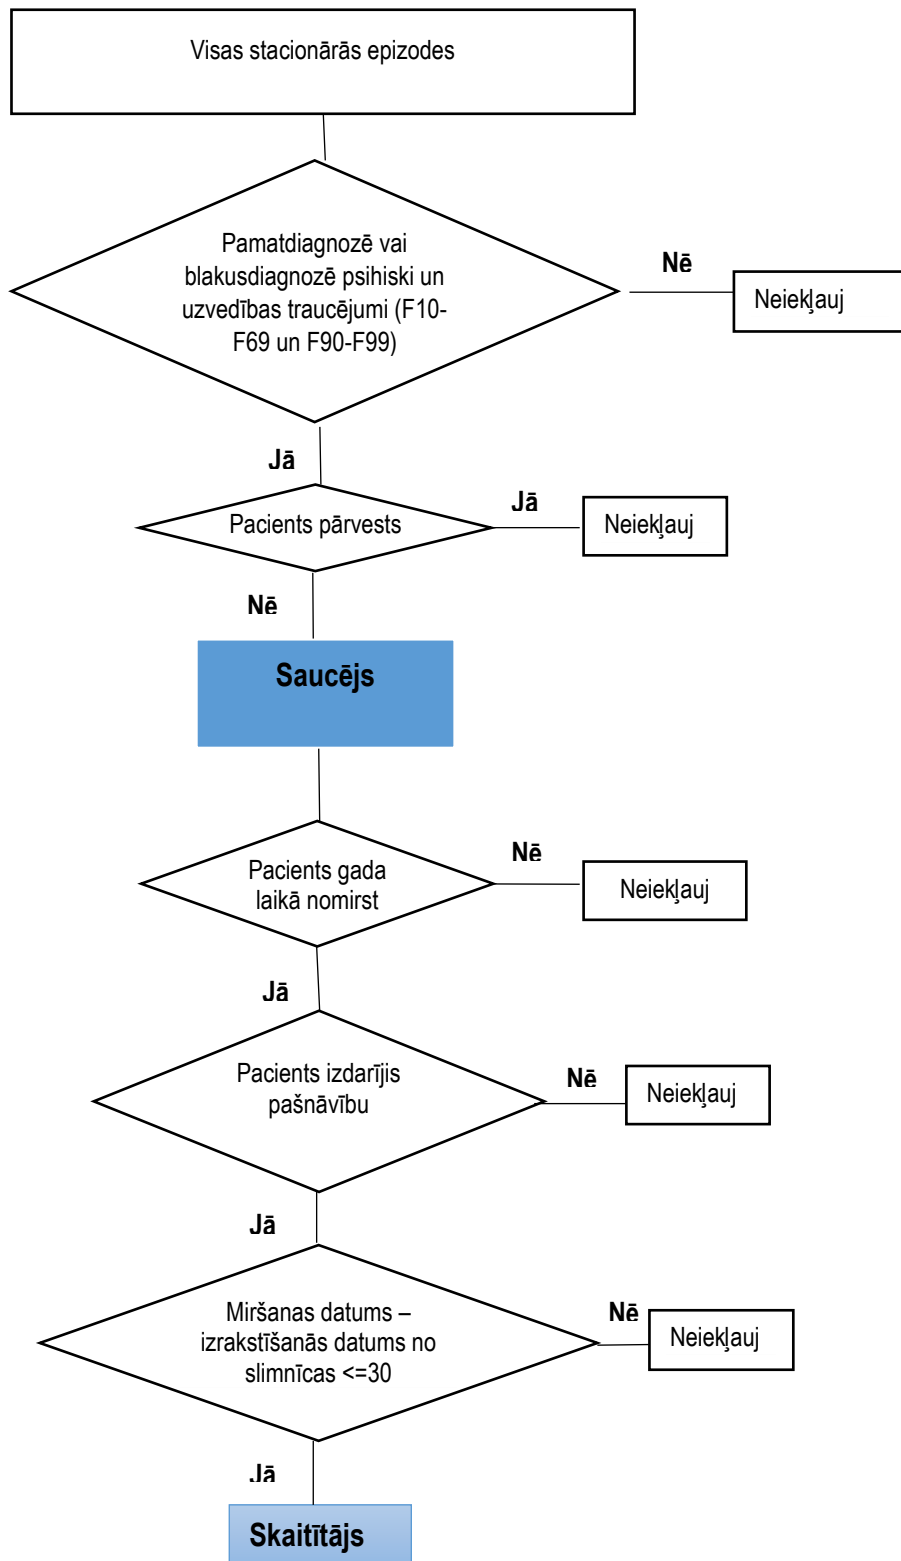 Visas stacionārās epizodes
Pamatdiagnozē vai
blakusdiagnozē psihiski un
uzvedības traucējumi (F10-
F69 un F90-F99)
Nē
Neiekļauj
Jā
Pacients pārvests
Jā
Neiekļauj
Nē
Saucējs
Pacients gada
laikā nomirst
Nē
Neiekļauj
Jā
Pacients izdarījis
pašnāvību
Nē
Neiekļauj
Jā
Miršanas datums –
izrakstīšanās datums no
slimnīcas <=30
Nē
Neiekļauj
Jā
Skaitītājs